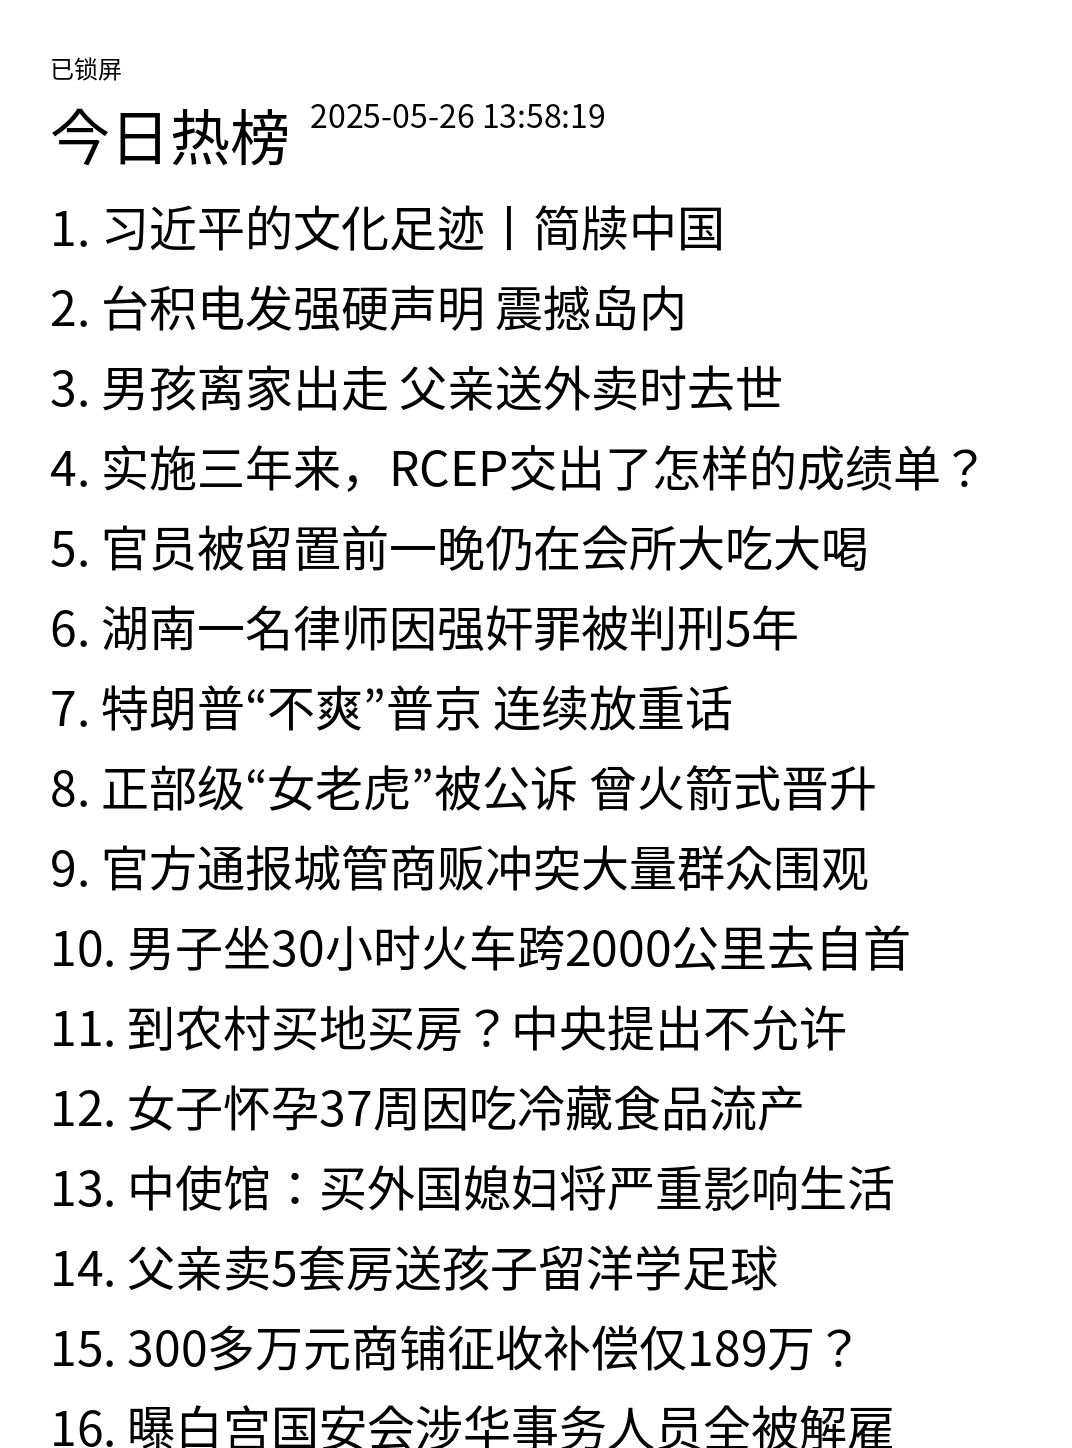 已锁屏
今日热榜 2025-05-26 13:58:19
1. 习近平的文化足迹丨简牍中国
2. 台积电发强硬声明 震撼岛内
3. 男孩离家出走 父亲送外卖时去世
4. 实施三年来，RCEP交出了怎样的成绩单？
5. 官员被留置前一晚仍在会所大吃大喝
6. 湖南一名律师因强奸罪被判刑5年
7. 特朗普“不爽”普京 连续放重话
8. 正部级“女老虎”被公诉 曾火箭式晋升
9. 官方通报城管商贩冲突大量群众围观
10. 男子坐30小时火车跨2000公里去自首
11. 到农村买地买房？中央提出不允许
12. 女子怀孕37周因吃冷藏食品流产
13. 中使馆：买外国媳妇将严重影响生活
14. 父亲卖5套房送孩子留洋学足球
15. 300多万元商铺征收补偿仅189万？
16. 曝白宫国安会涉华事务人员全被解雇